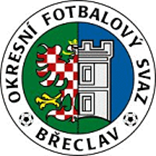 OKRESNÍ FOTBALOVÝ SVAZ
BŘECLAV